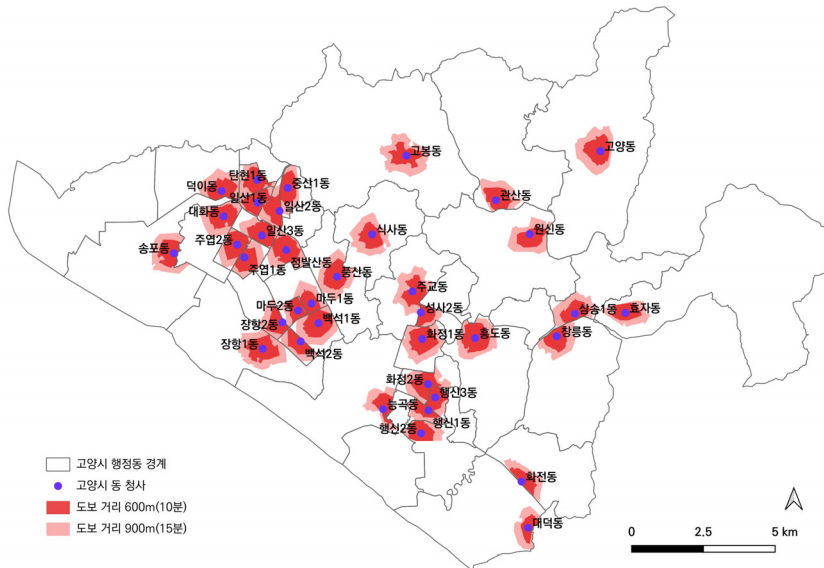 고봉동
고양동
탄현1동
중산1동
덕이동
일산1동
관산동
대화동
일산2동
일산3동
식사동
원신동
주엽2동
송포동
정발산동
주엽1동
풍산동
주교동
마두1동
마두2동
성사2동
삼송1동
효자동
장항2동
백석1동
화정1동
흥도동
창릉동
장항1동
백석2동
화정2동
행신3동
능곡동
행신1동
행신2동
화전동
대덕동
고양시 행정동 경계
고양시 동 청사
도보 거리 600m(10분)
도보 거리 900m(15분)
0 2.5 5 km